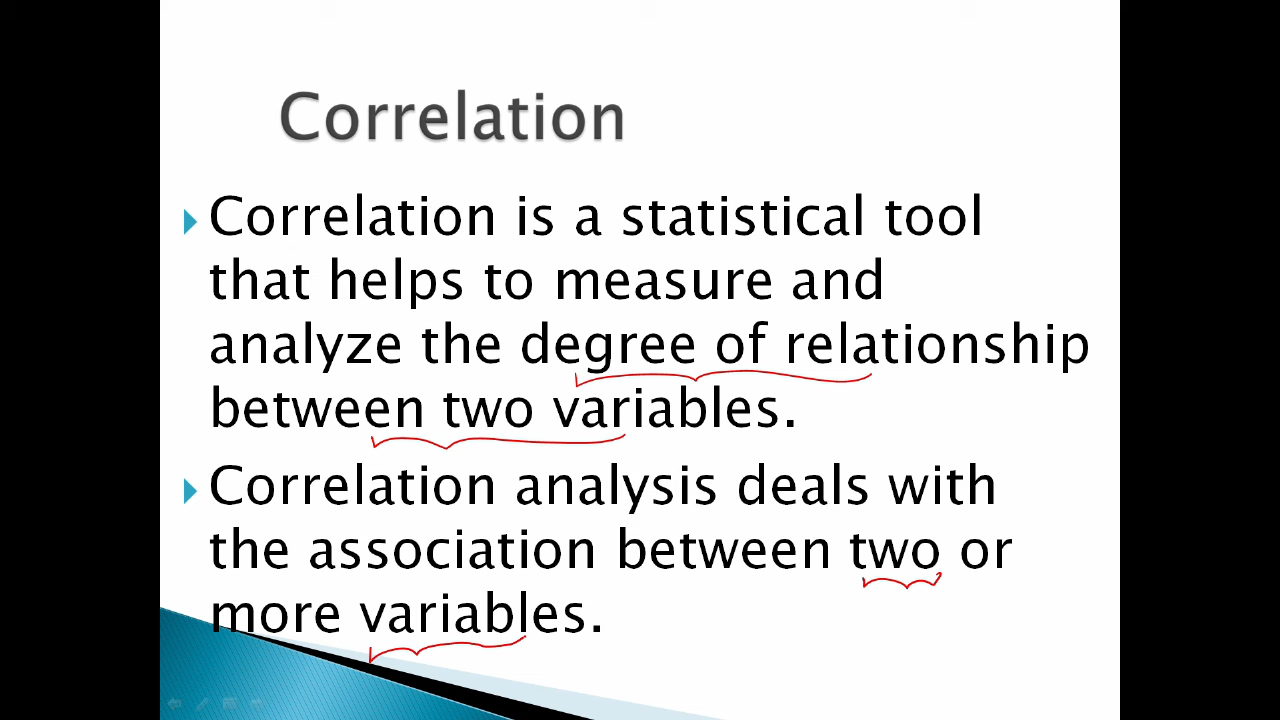 Correlation
Correlation is a statistical tool
that helps to measure and
analyze the degree of relationship
between two variables.
Correlation analysis deals with
the association between two or
more variables.